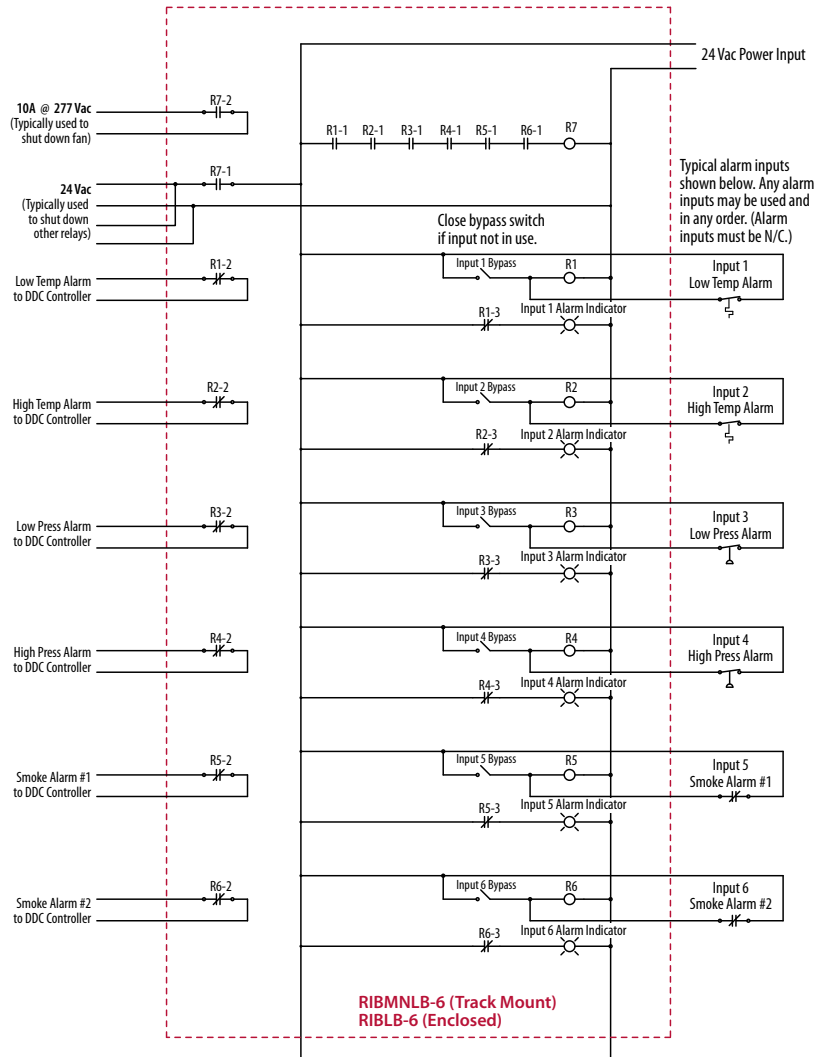 24 Vac Power Input
10A @ 277 Vac
(Typically used to
shut down fan)
R7-2
R1-1 R2-1 R3-1 R4-1 R5-1 R6-1 R7
R7-1
24 Vac
(Typically used
to shut down
other relays)
Typical alarm inputs
shown below. Any alarm
inputs may be used and
in any order. (Alarm
inputs must be N/C.)
Close bypass switch
if input not in use.
Low Temp Alarm
to DDC Controller
R1-2
Input 1 Bypass
R1
Input 1
Low Temp Alarm
R1-3
Input 1 Alarm Indicator
High Temp Alarm
to DDC Controller
R2-2
Input 2 Bypass
R2
Input 2
High Temp Alarm
R2-3
Input 2 Alarm Indicator
Low Press Alarm
to DDC Controller
R3-2
Input 3 Bypass
R3
Input 3
Low Press Alarm
R3-3
Input 3 Alarm Indicator
High Press Alarm
to DDC Controller
R4-2
Input 4 Bypass
R4
Input 4
High Press Alarm
R4-3
Input 4 Alarm Indicator
Smoke Alarm #1
to DDC Controller
R5-2
Input 5 Bypass
R5
Input 5
Smoke Alarm #1
R5-3
Input 5 Alarm Indicator
Smoke Alarm #2
to DDC Controller
R6-2
Input 6 Bypass
R6
Input 6
Smoke Alarm #2
R6-3
Input 6 Alarm Indicator
RIBMNLB-6 (Track Mount)
RIBLB-6 (Enclosed)